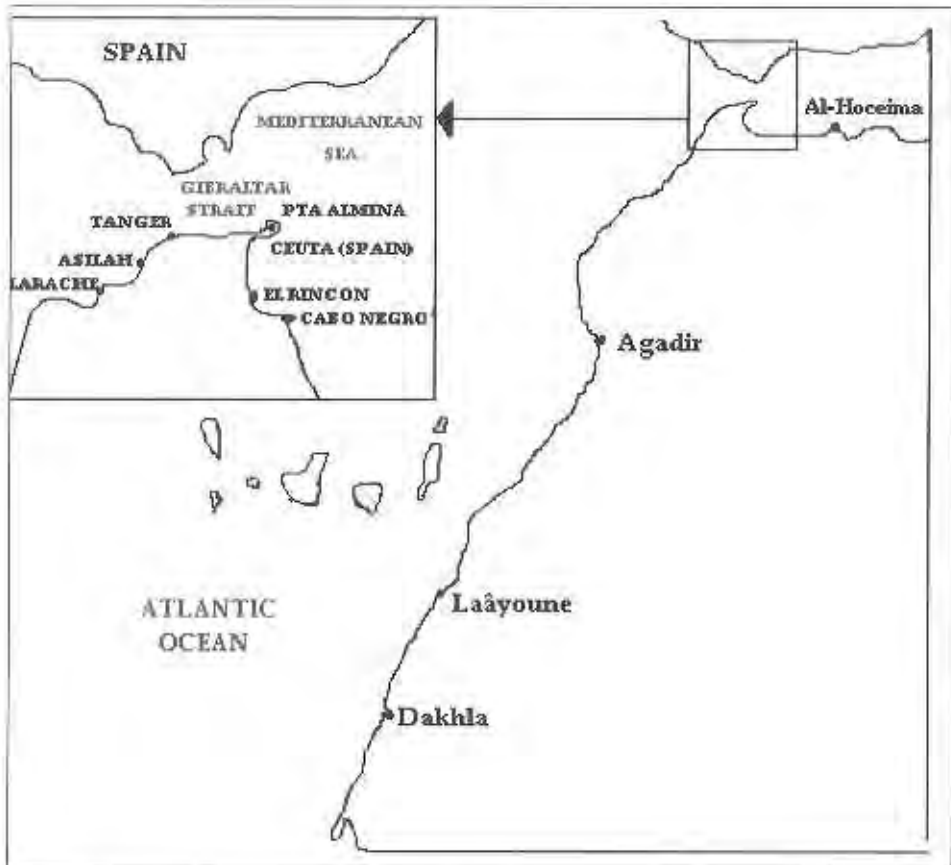 SPAIN
MEDITERRANEAN
SEA
GIBRALTAR
STRAIT
PTA ALMINA
TANGER
CEUTA (SPAIN)
ASILAH
LARACHE
EL RINCON
CABO NEGRO
Al-Hoceima
Agadir
Laâyoune
ATLANTIC
OCEAN
Dakhla